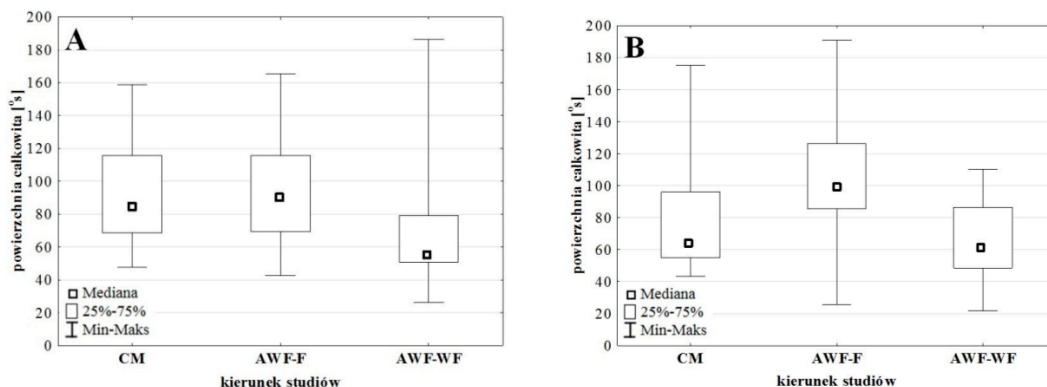 A
powierzchnia całkowita [°s]
200
180
160
140
120
100
80
60
40
20
0
Mediana
25%-75%
Min-Maks
CM
AWF-F
AWF-WF
kierunek studiów
B
powierzchnia całkowita [°s]
200
180
160
140
120
100
80
60
40
20
0
Mediana
25%-75%
Min-Maks
CM
AWF-F
AWF-WF
kierunek studiów